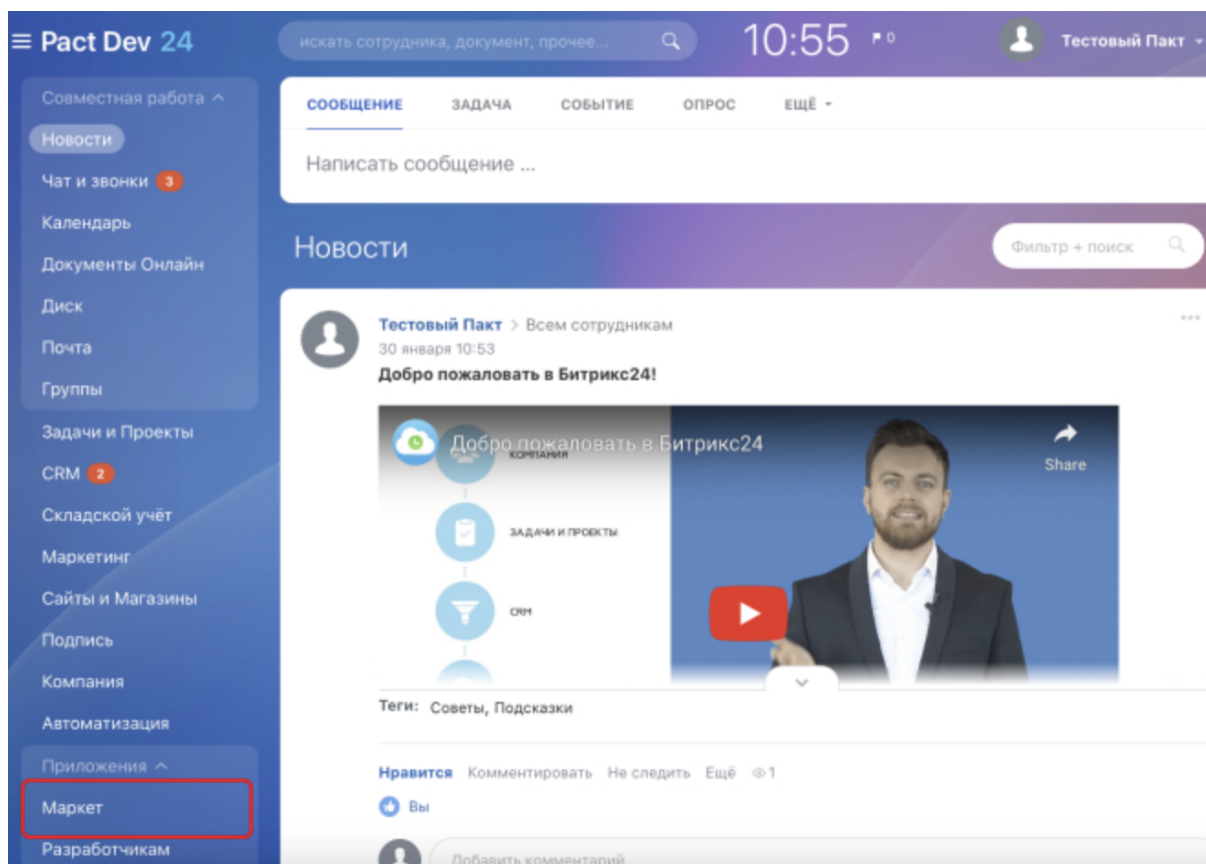 Pact Dev 24
искать сотрудника, документ, прочее...
10:55
0
Тестовый Пакт
Совместная работа
Новости
Чат и звонки 3
Календарь
Документы Онлайн
Диск
Почта
Группы
Задачи и Проекты
CRM 2
Складской учёт
Маркетинг
Сайты и Магазины
Подпись
Компания
Автоматизация
Приложения
Маркет
Разработчикам
СООБЩЕНИЕ ЗАДАЧА СОБЫТИЕ ОПРОС ЕЩЁ
Написать сообщение ...
Новости
Фильтр + поиск
Тестовый Пакт > Всем сотрудникам
30 января 10:53
Добро пожаловать в Битрикс24!
Добро пожаловать в Битрикс24
Share
КОМПАНИЯ
ЗАДАЧИ И ПРОЕКТЫ
CRM
Теги: Советы, Подсказки
Нравится Комментировать Не следить Ещё 1
Вы
Добавить комментарий